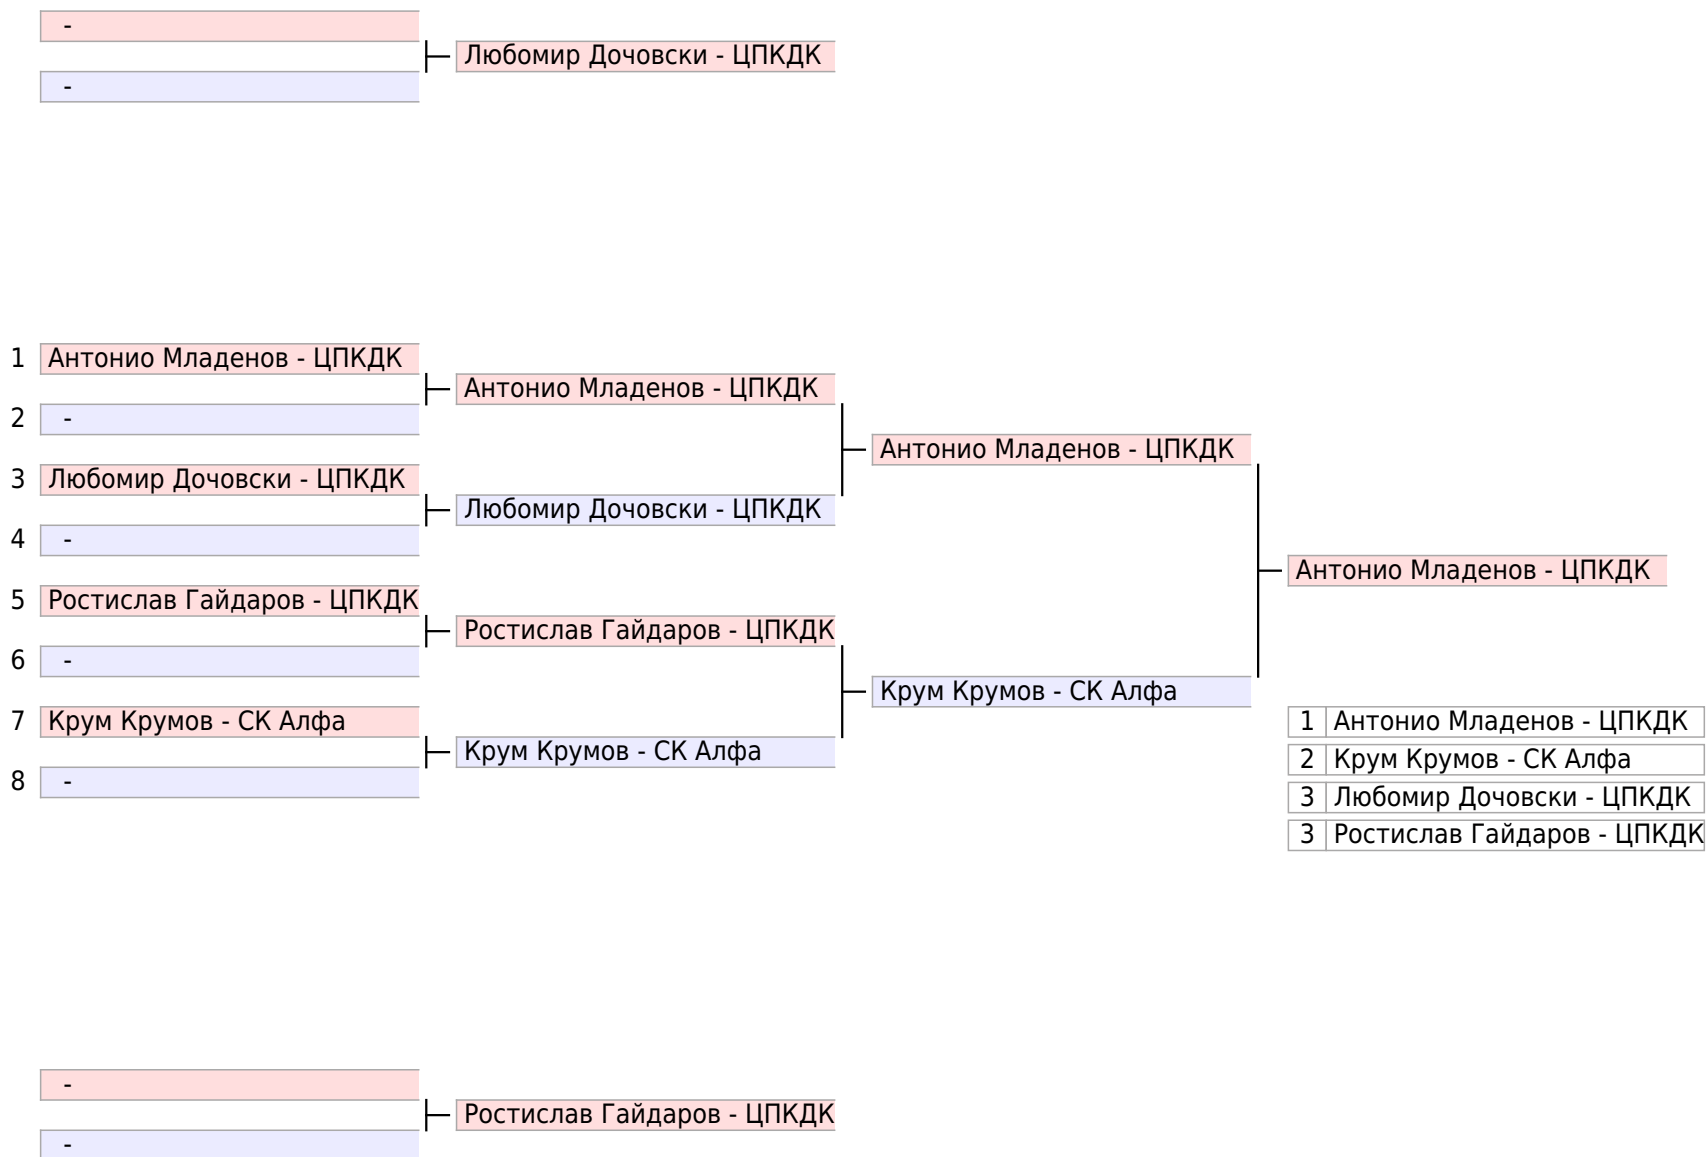 -
Любомир Дочовски - ЦПКДК
-
1 Антонио Младенов - ЦПКДК
Антонио Младенов - ЦПКДК
2 -
Антонио Младенов - ЦПКДК
3 Любомир Дочовски - ЦПКДК
Любомир Дочовски - ЦПКДК
4 -
Антонио Младенов - ЦПКДК
5 Ростислав Гайдаров - ЦПКДК
Ростислав Гайдаров - ЦПКДК
6 -
Крум Крумов - СК Алфа
7 Крум Крумов - СК Алфа
1 Антонио Младенов - ЦПКДК
Крум Крумов - СК Алфа
2 Крум Крумов - СК Алфа
8 -
3 Любомир Дочовски - ЦПКДК
3 Ростислав Гайдаров - ЦПКДК
-
Ростислав Гайдаров - ЦПКДК
-